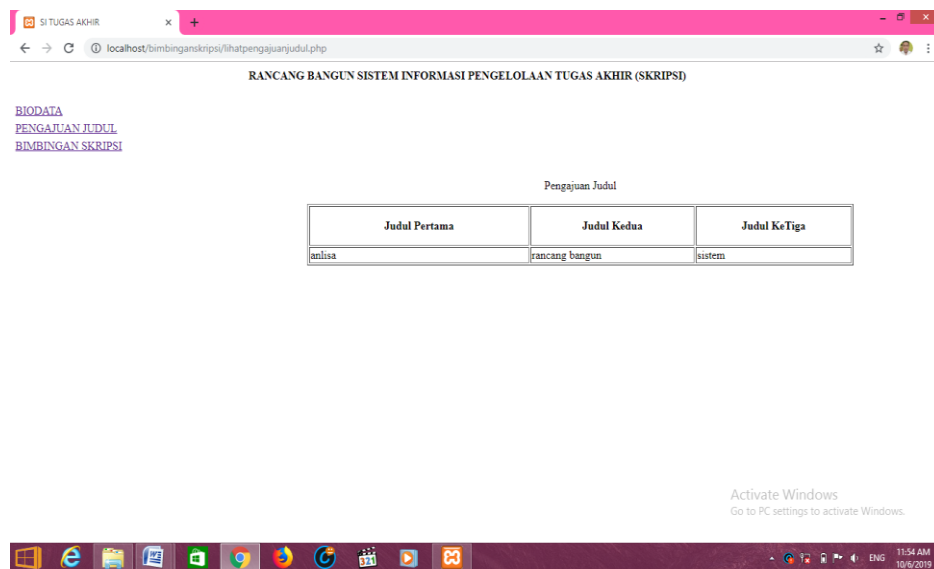 SI TUGAS AKHIR
localhost/bimbinganskripsi/lihatpengajuanjudul.php
RANCANG BANGUN SISTEM INFORMASI PENGELOLAAN TUGAS AKHIR (SKRIPSI)
BIODATA
PENGAJUAN JUDUL
BIMBINGAN SKRIPSI
Pengajuan Judul
Judul Pertama Judul Kedua Judul KeTiga
anlisa rancang bangun sistem
Activate Windows
Go to PC settings to activate Windows.
321
ENG 11:54 AM
10/6/2019